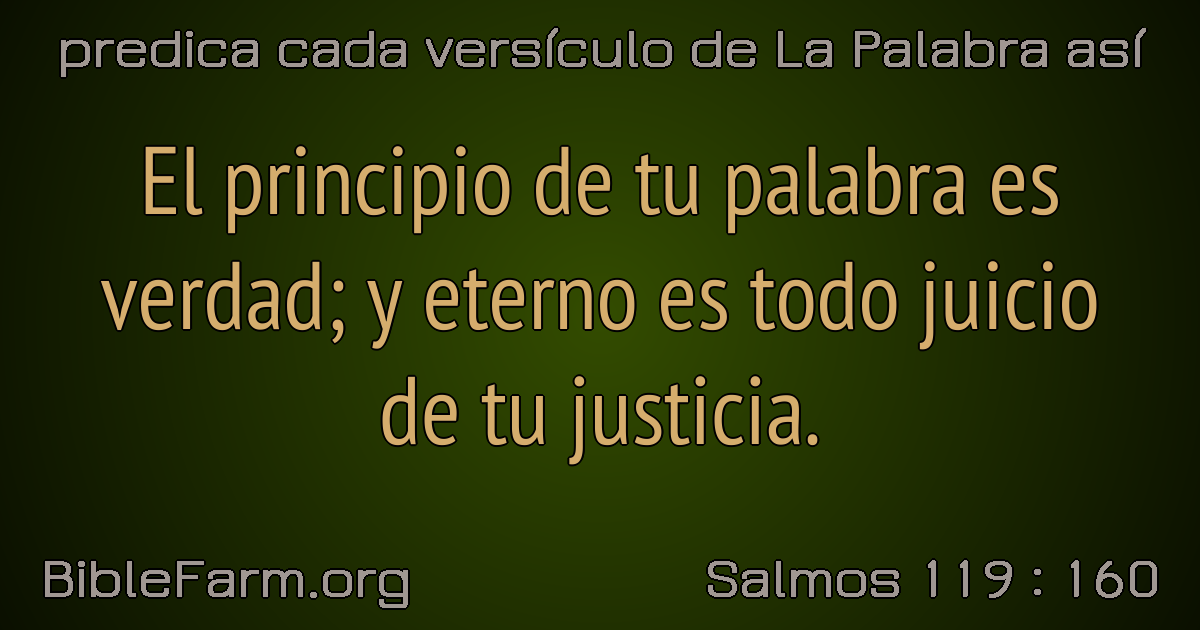 predica cada versículo de La Palabra así
El principio de tu palabra es
verdad; y eterno es todo juicio
de tu justicia.
BibleFarm.org
Salmos 119 : 160